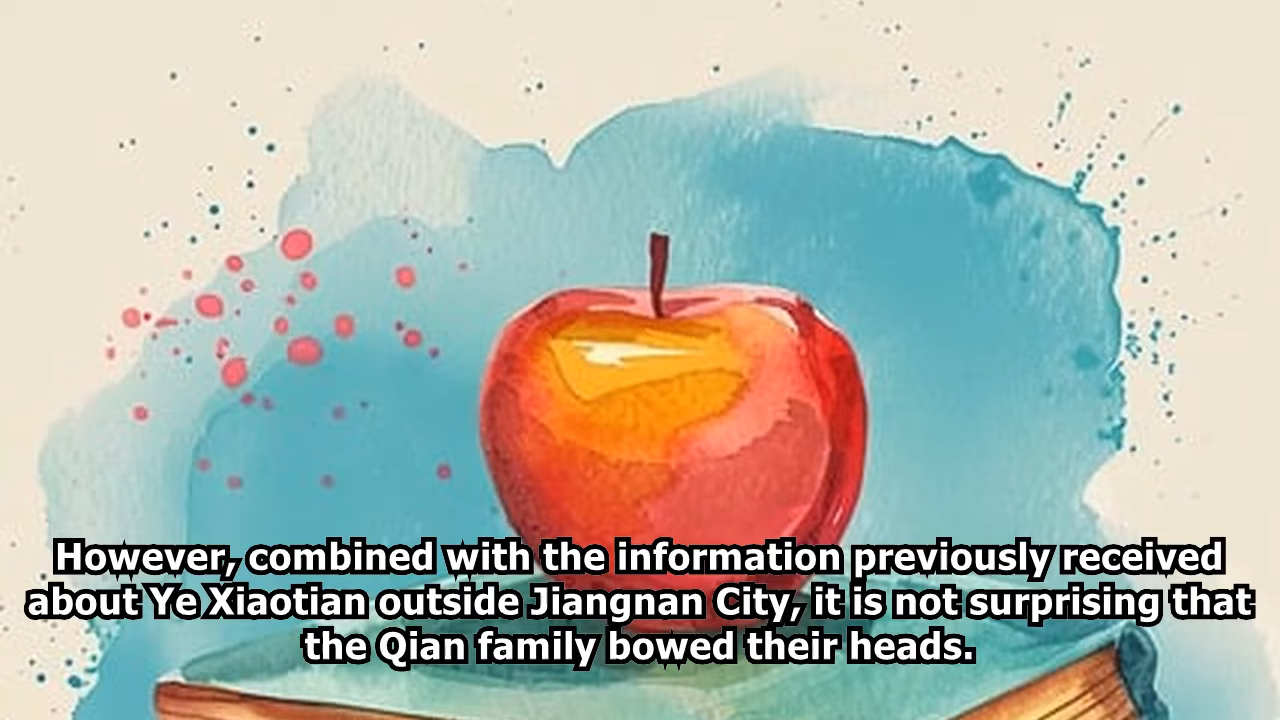 However, combined with the information previously received
about Ye Xiaotian outside Jiangnan City, it is not surprising that
the Qian family bowed their heads.